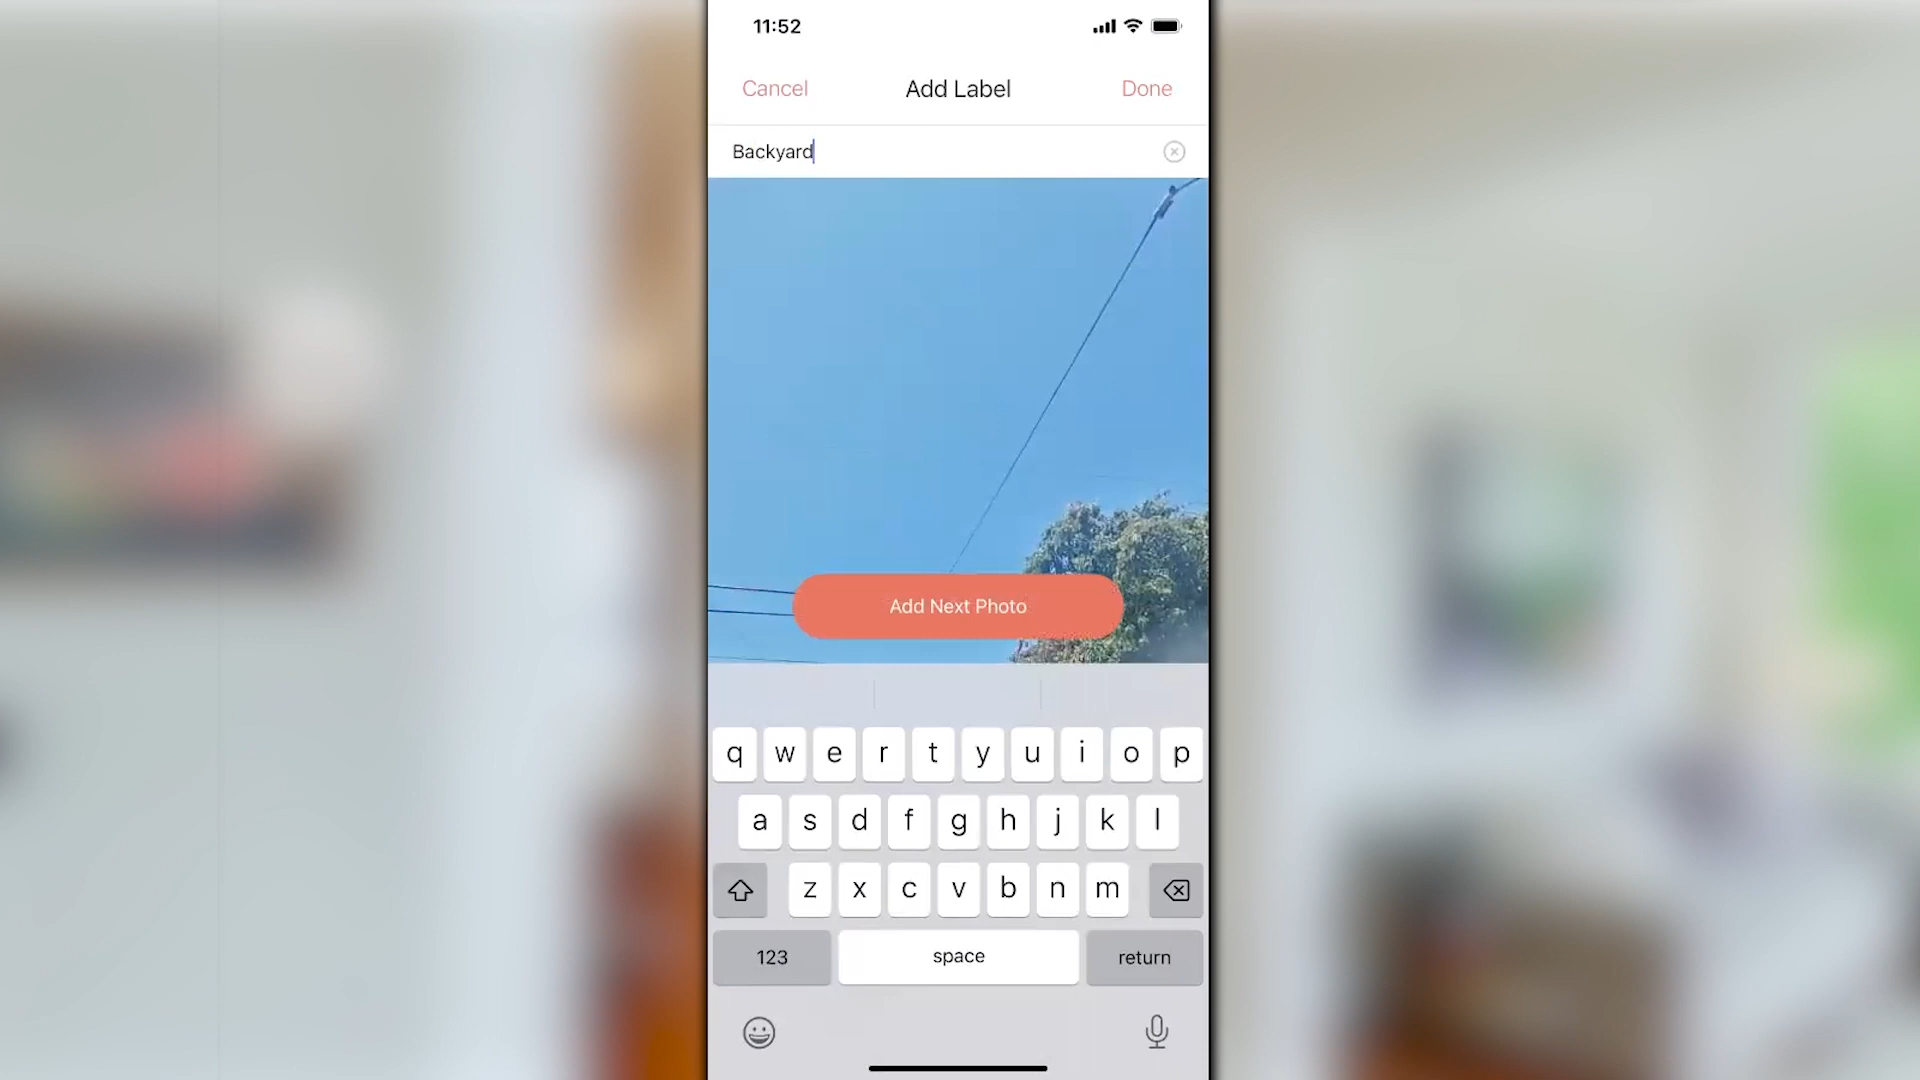 11:52
Cancel Add Label Done
Backyard
Add Next Photo
q w e r t y u i o p
a s d f g h j k l
z x c v b n m
123 space return